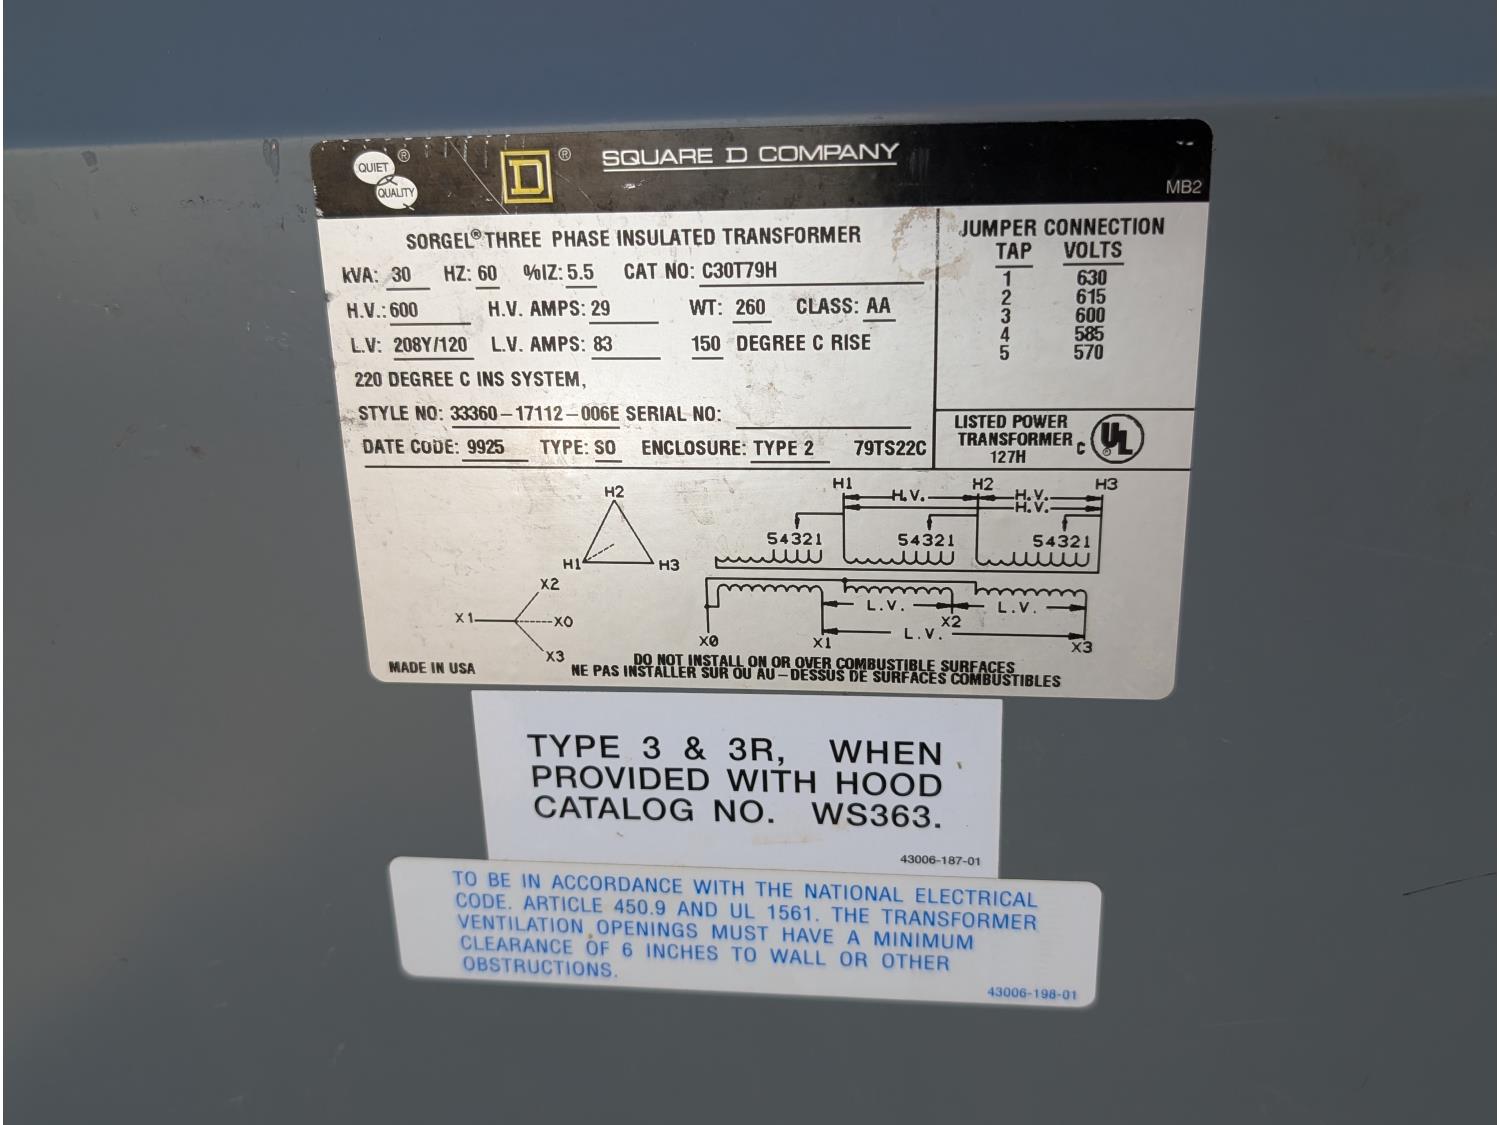 QUIET & QUALITY ® D ® SQUARE D COMPANY
MB2
SORGEL® THREE PHASE INSULATED TRANSFORMER
kVA: 30 HZ: 60 %IZ: 5.5 CAT NO: C30T79H
H.V.: 600 H.V. AMPS: 29 WT: 260 CLASS: AA
L.V: 208Y/120 L.V. AMPS: 83 150 DEGREE C RISE
220 DEGREE C INS SYSTEM,
STYLE NO: 33360-17112-006E SERIAL NO:
DATE CODE: 9925 TYPE: SO ENCLOSURE: TYPE 2 79TS22C
JUMPER CONNECTION
TAP VOLTS
1 630
2 615
3 600
4 585
5 570
LISTED POWER
TRANSFORMER C UL ®
127H
H2
H1 H3
X2
X1 X0
X3
H1 H2 H3
H.V. H.V.
H.V.
54321 54321 54321
L.V. L.V.
X2
L.V.
X0 X1 X3
MADE IN USA
DO NOT INSTALL ON OR OVER COMBUSTIBLE SURFACES
NE PAS INSTALLER SUR OU AU-DESSUS DE SURFACES COMBUSTIBLES
TYPE 3 & 3R, WHEN
PROVIDED WITH HOOD
CATALOG NO. WS363.
43006-187-01
TO BE IN ACCORDANCE WITH THE NATIONAL ELECTRICAL
CODE. ARTICLE 450.9 AND UL 1561. THE TRANSFORMER
VENTILATION OPENINGS MUST HAVE A MINIMUM
CLEARANCE OF 6 INCHES TO WALL OR OTHER
OBSTRUCTIONS.
43006-198-01